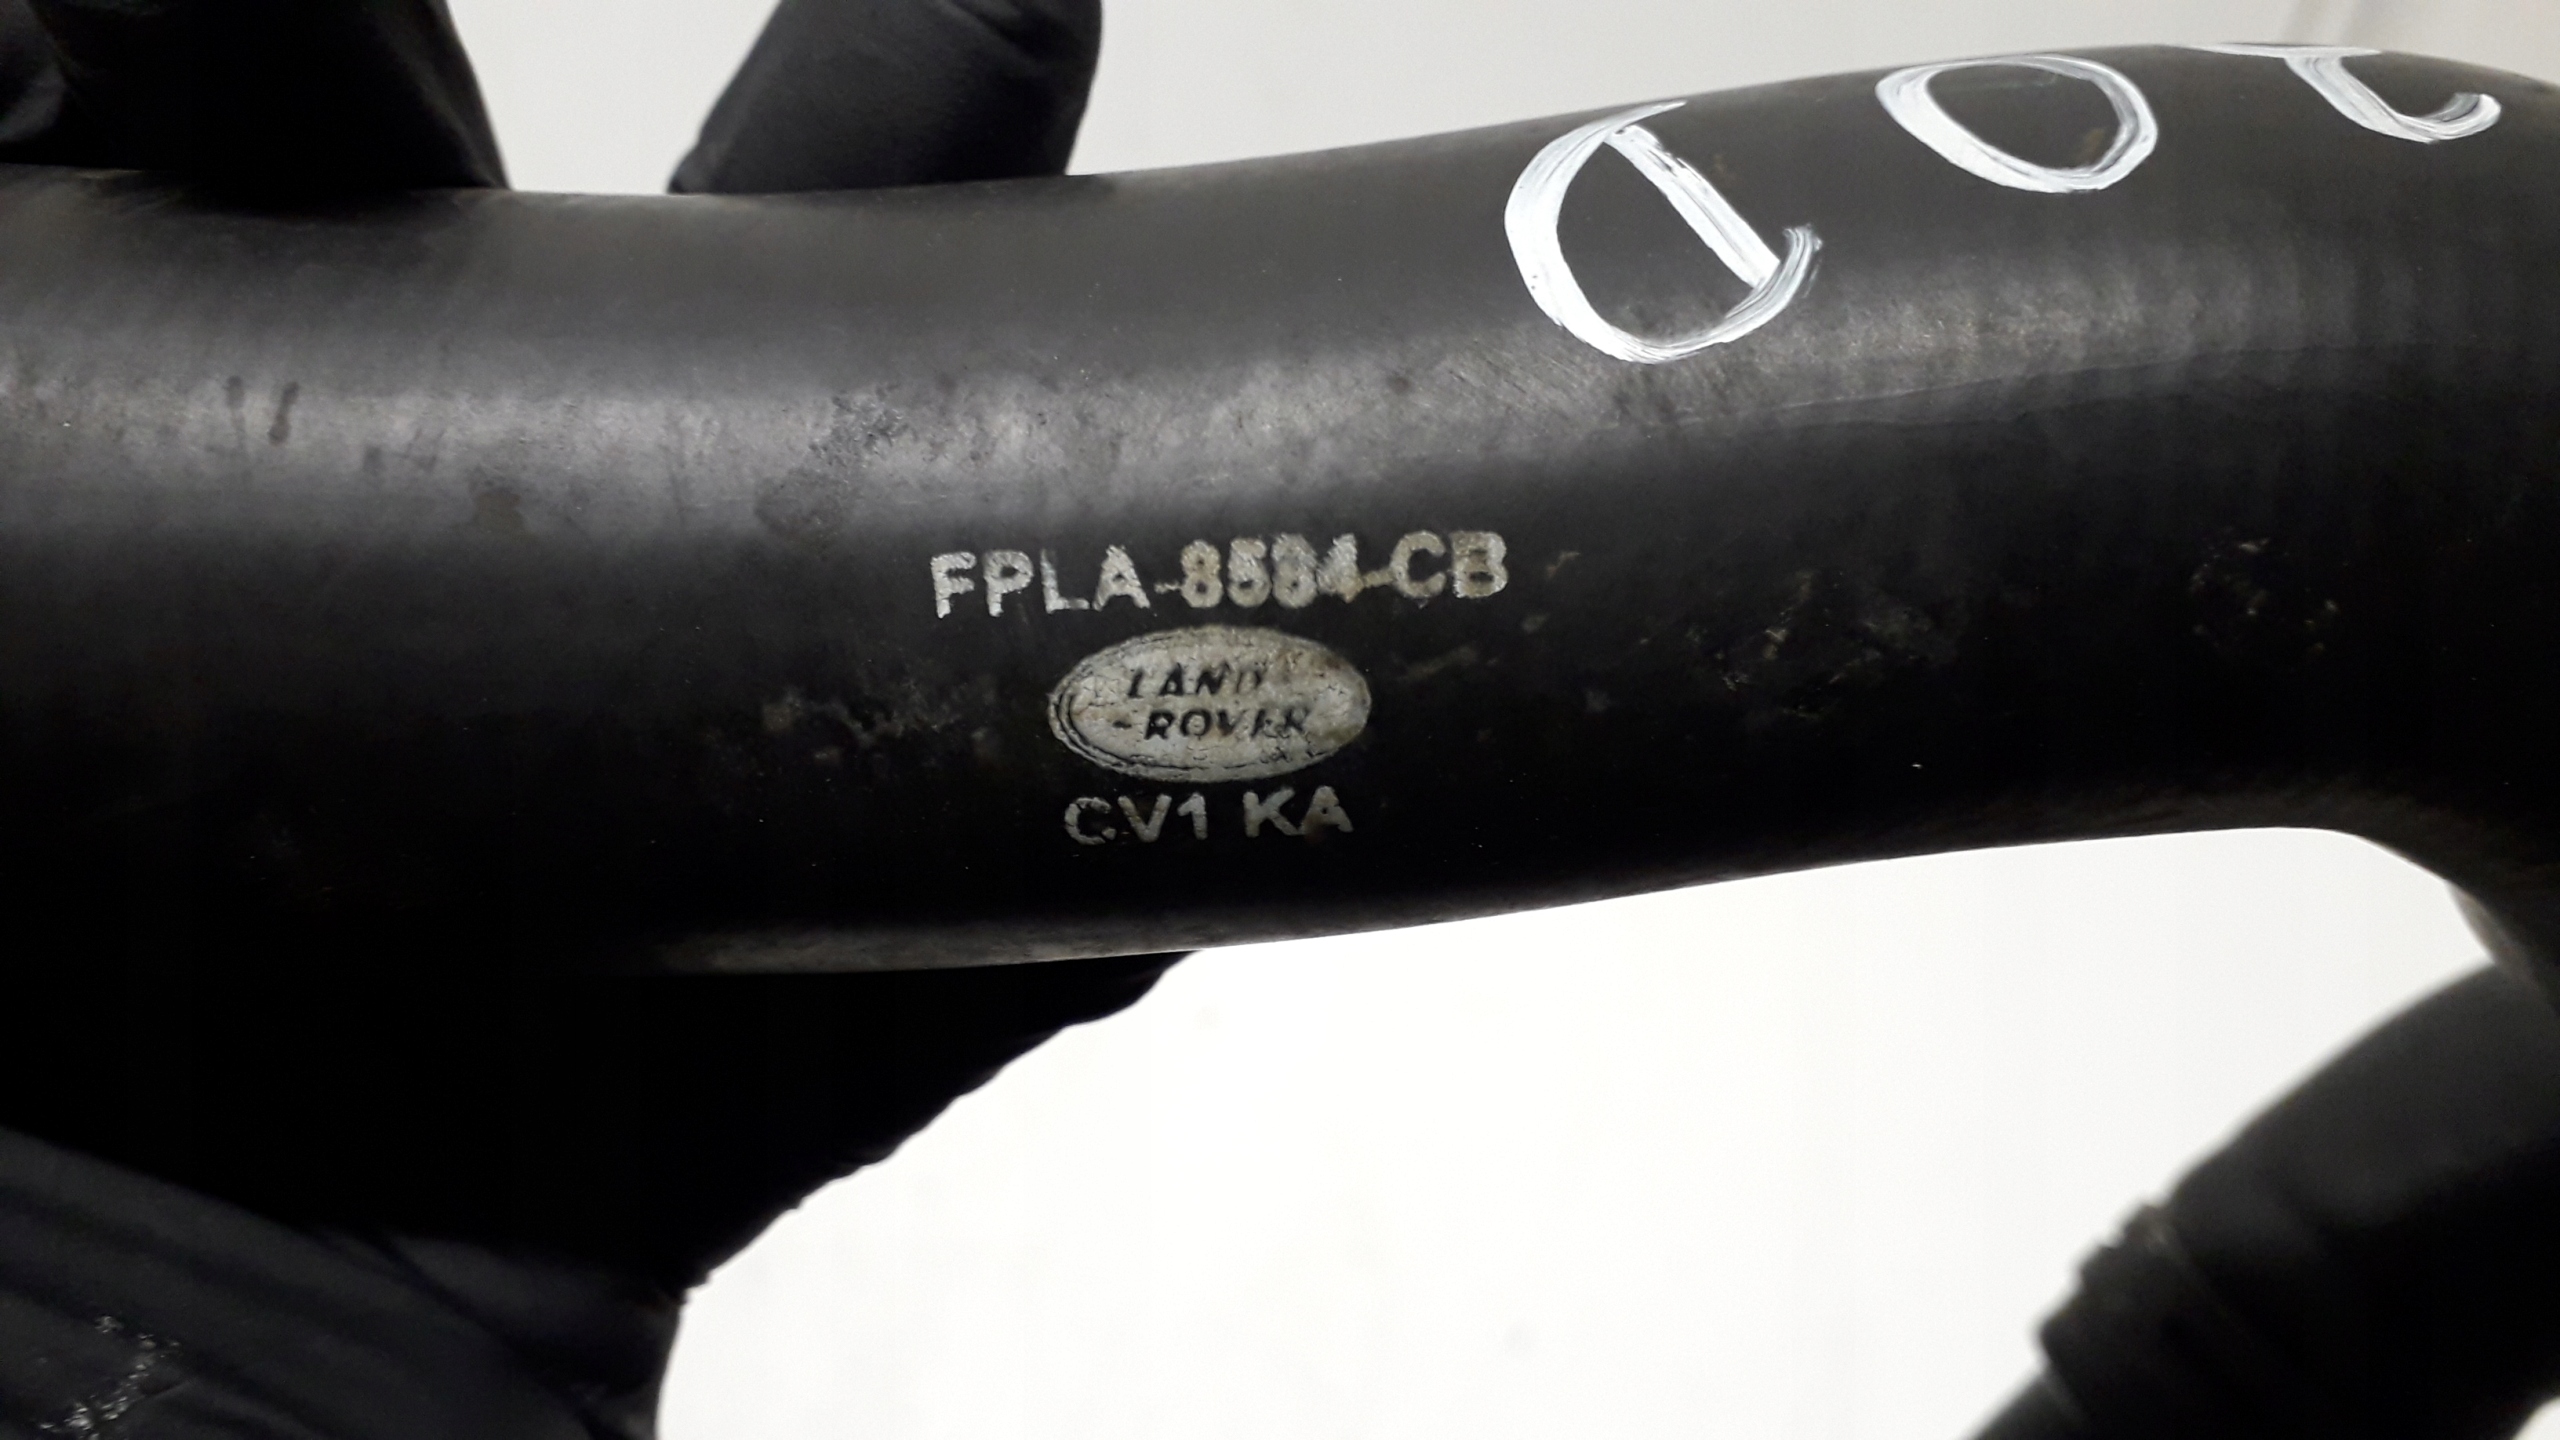 FPLA-8584-CB
LAND
-ROVER
CV1 KA